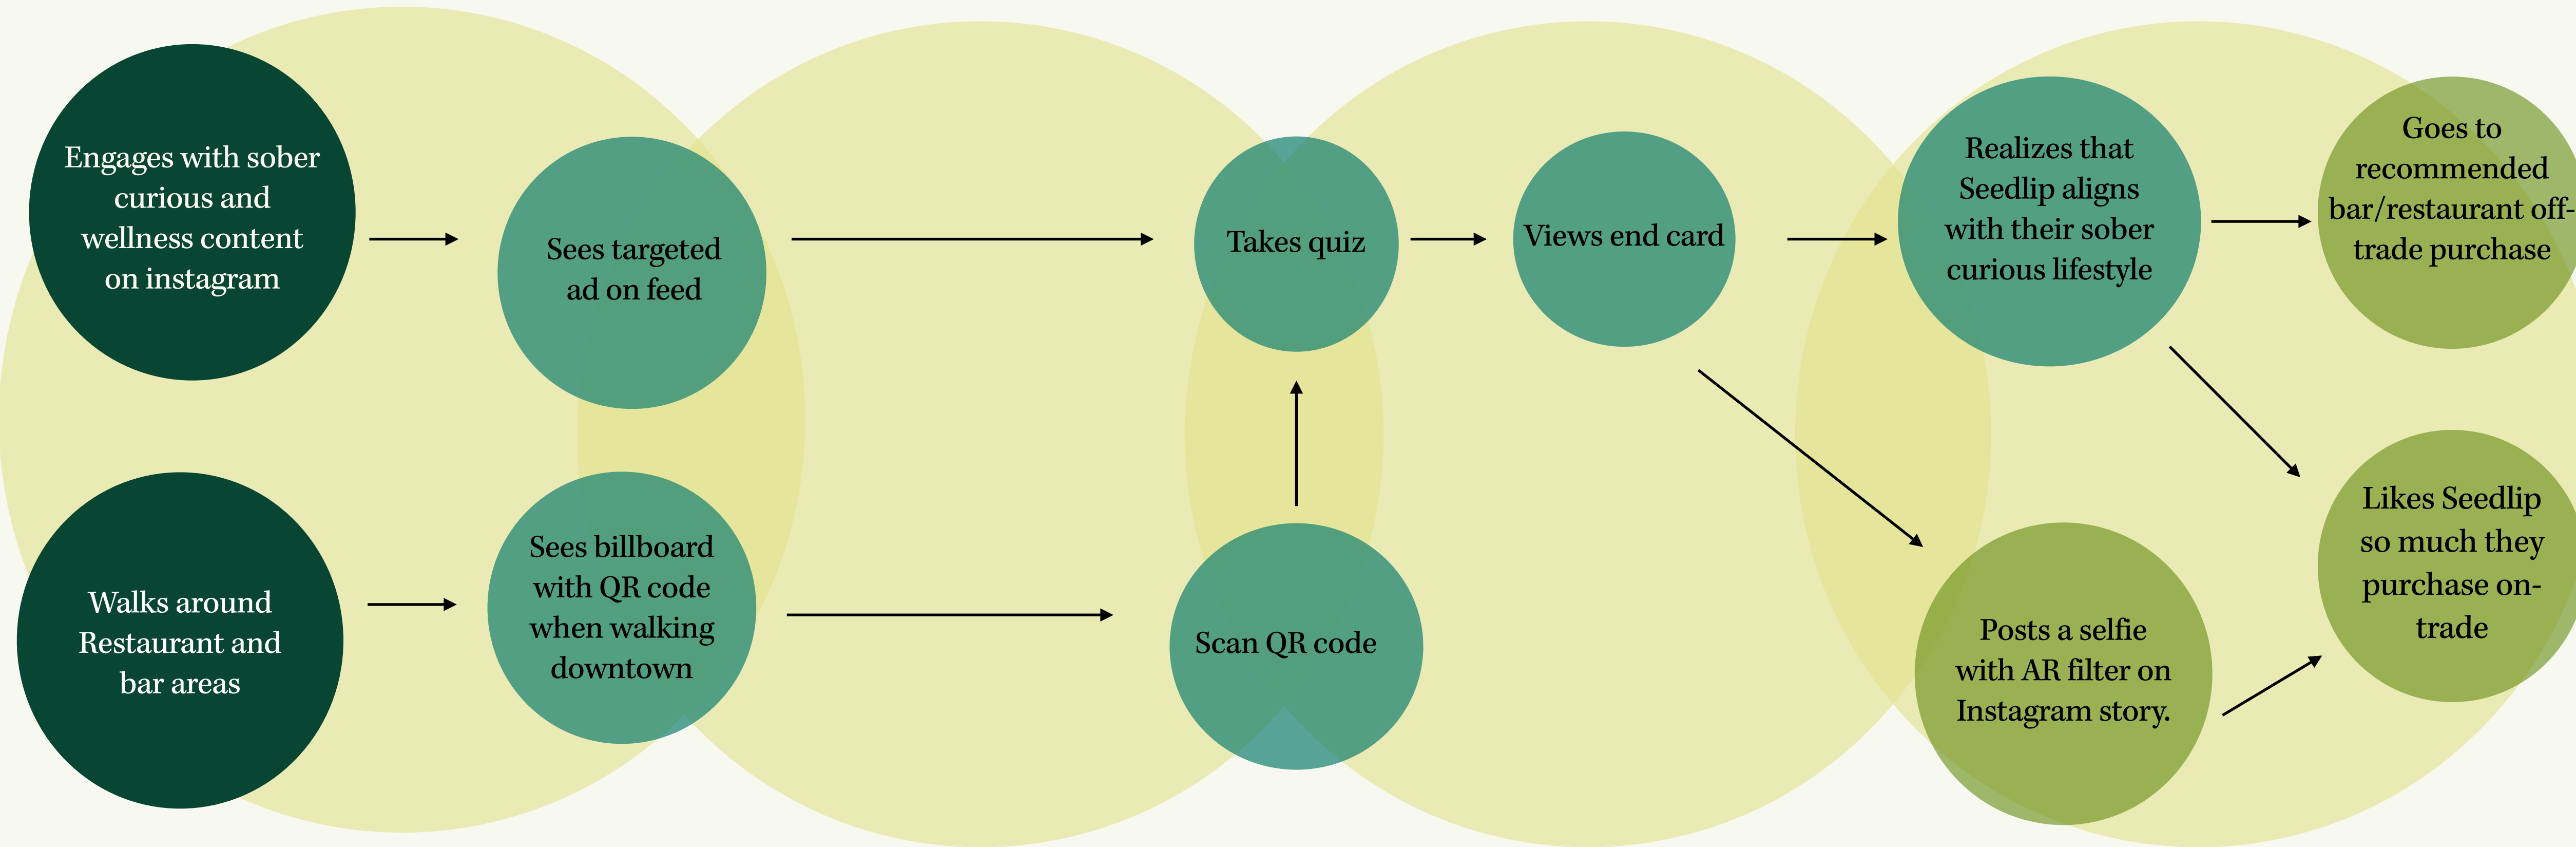 Engages with sober
curious and
wellness content
on instagram
Sees targeted
ad on feed
Takes quiz
Views end card
Realizes that
Seedlip aligns
with their sober
curious lifestyle
Goes to
recommended
bar/restaurant off-
trade purchase
Walks around
Restaurant and
bar areas
Sees billboard
with QR code
when walking
downtown
Scan QR code
Posts a selfie
with AR filter on
Instagram story.
Likes Seedlip
so much they
purchase on-
trade